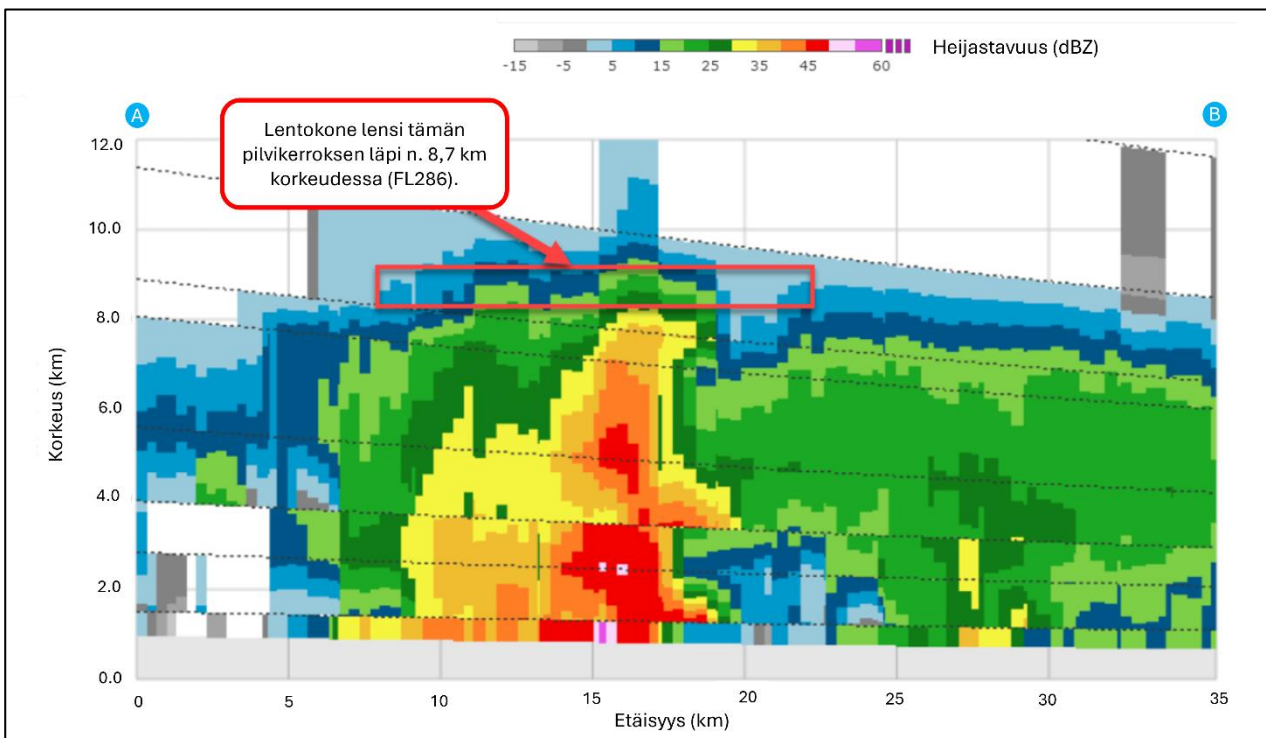 Heijastavuus (dBZ)
-15 -5 5 15 25 35 45 60
A
B
Lentokone lensi tämän
pilvikerroksen läpi n. 8,7 km
korkeudessa (FL286).
12.0
10.0
8.0
6.0
4.0
2.0
0.0
Korkeus (km)
0 5 10 15 20 25 30 35
Etäisyys (km)